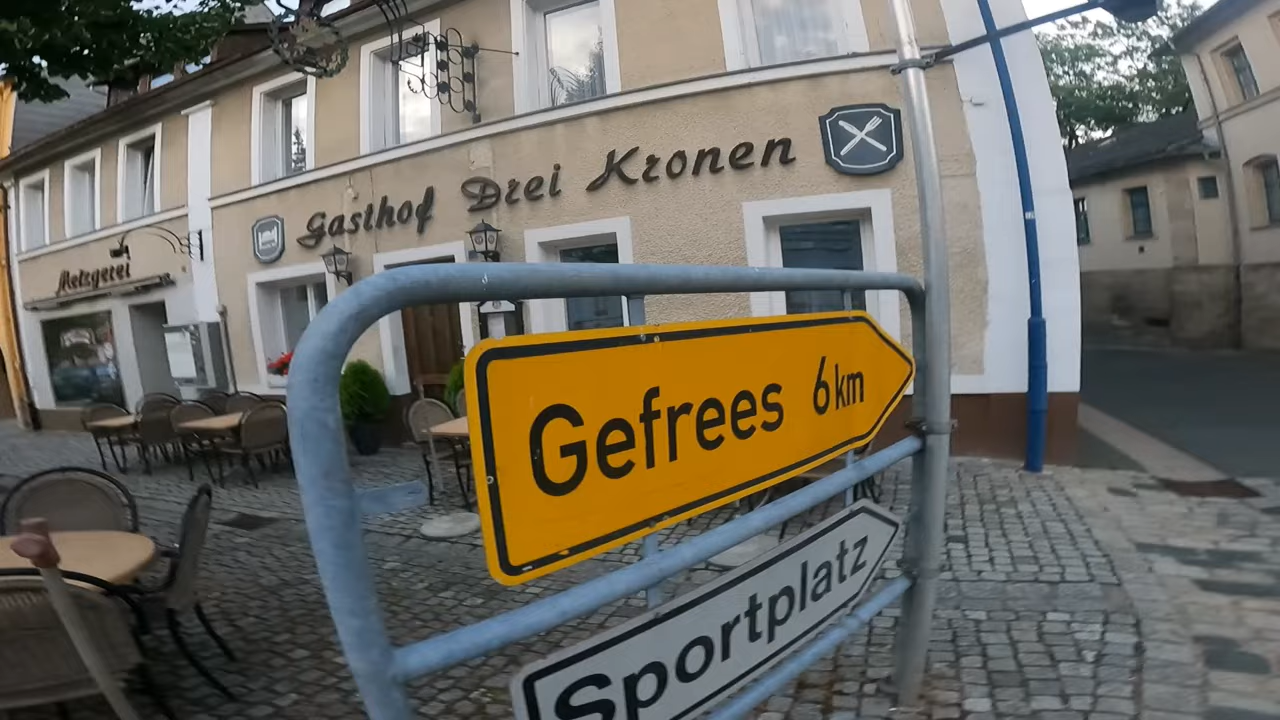 Gasthof Drei Kronen
Metzgerei
Gefrees 6 km
Sportplatz